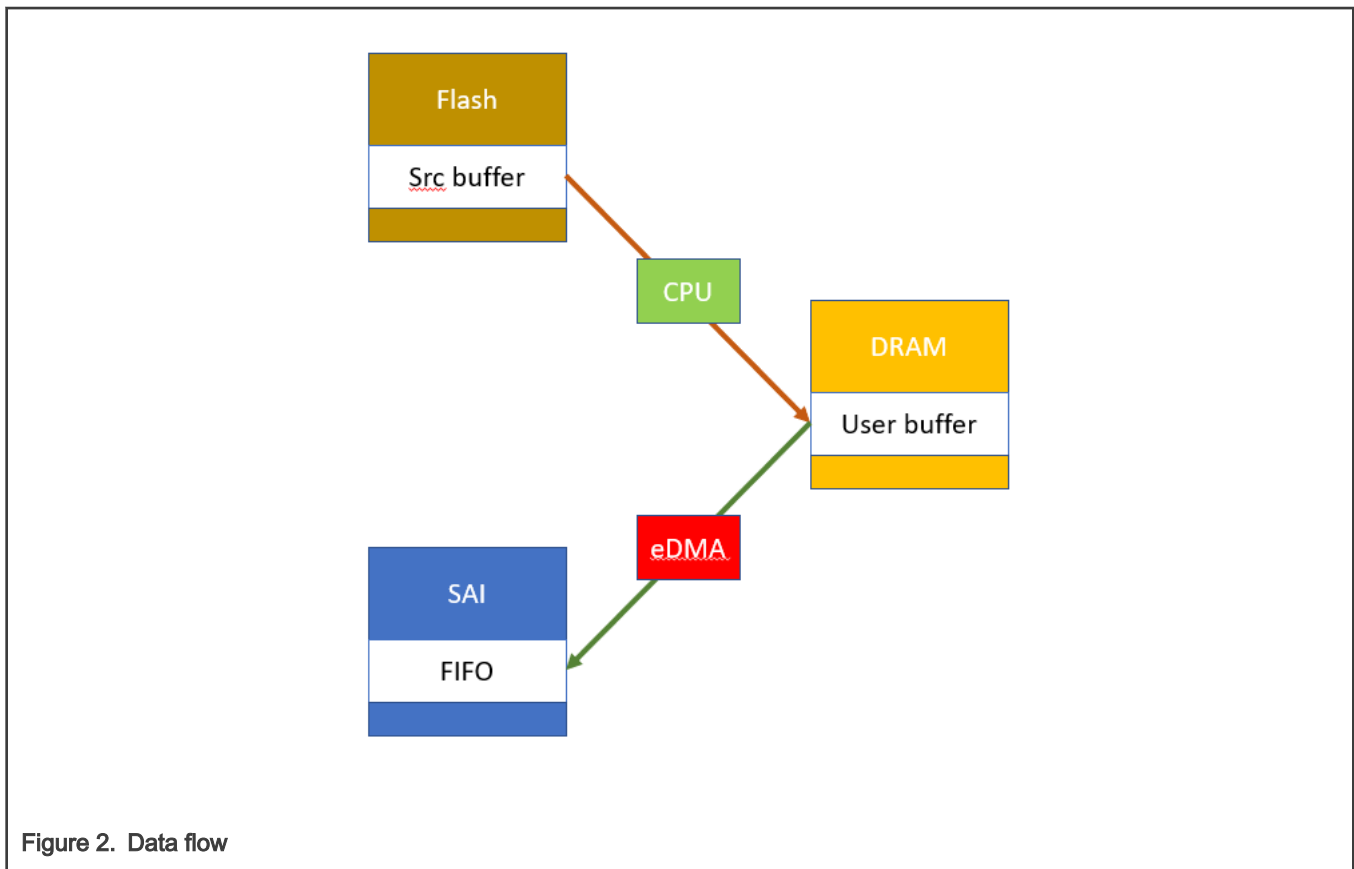 Flash
Src buffer
CPU
DRAM
User buffer
eDMA
SAI
FIFO
Figure 2. Data flow